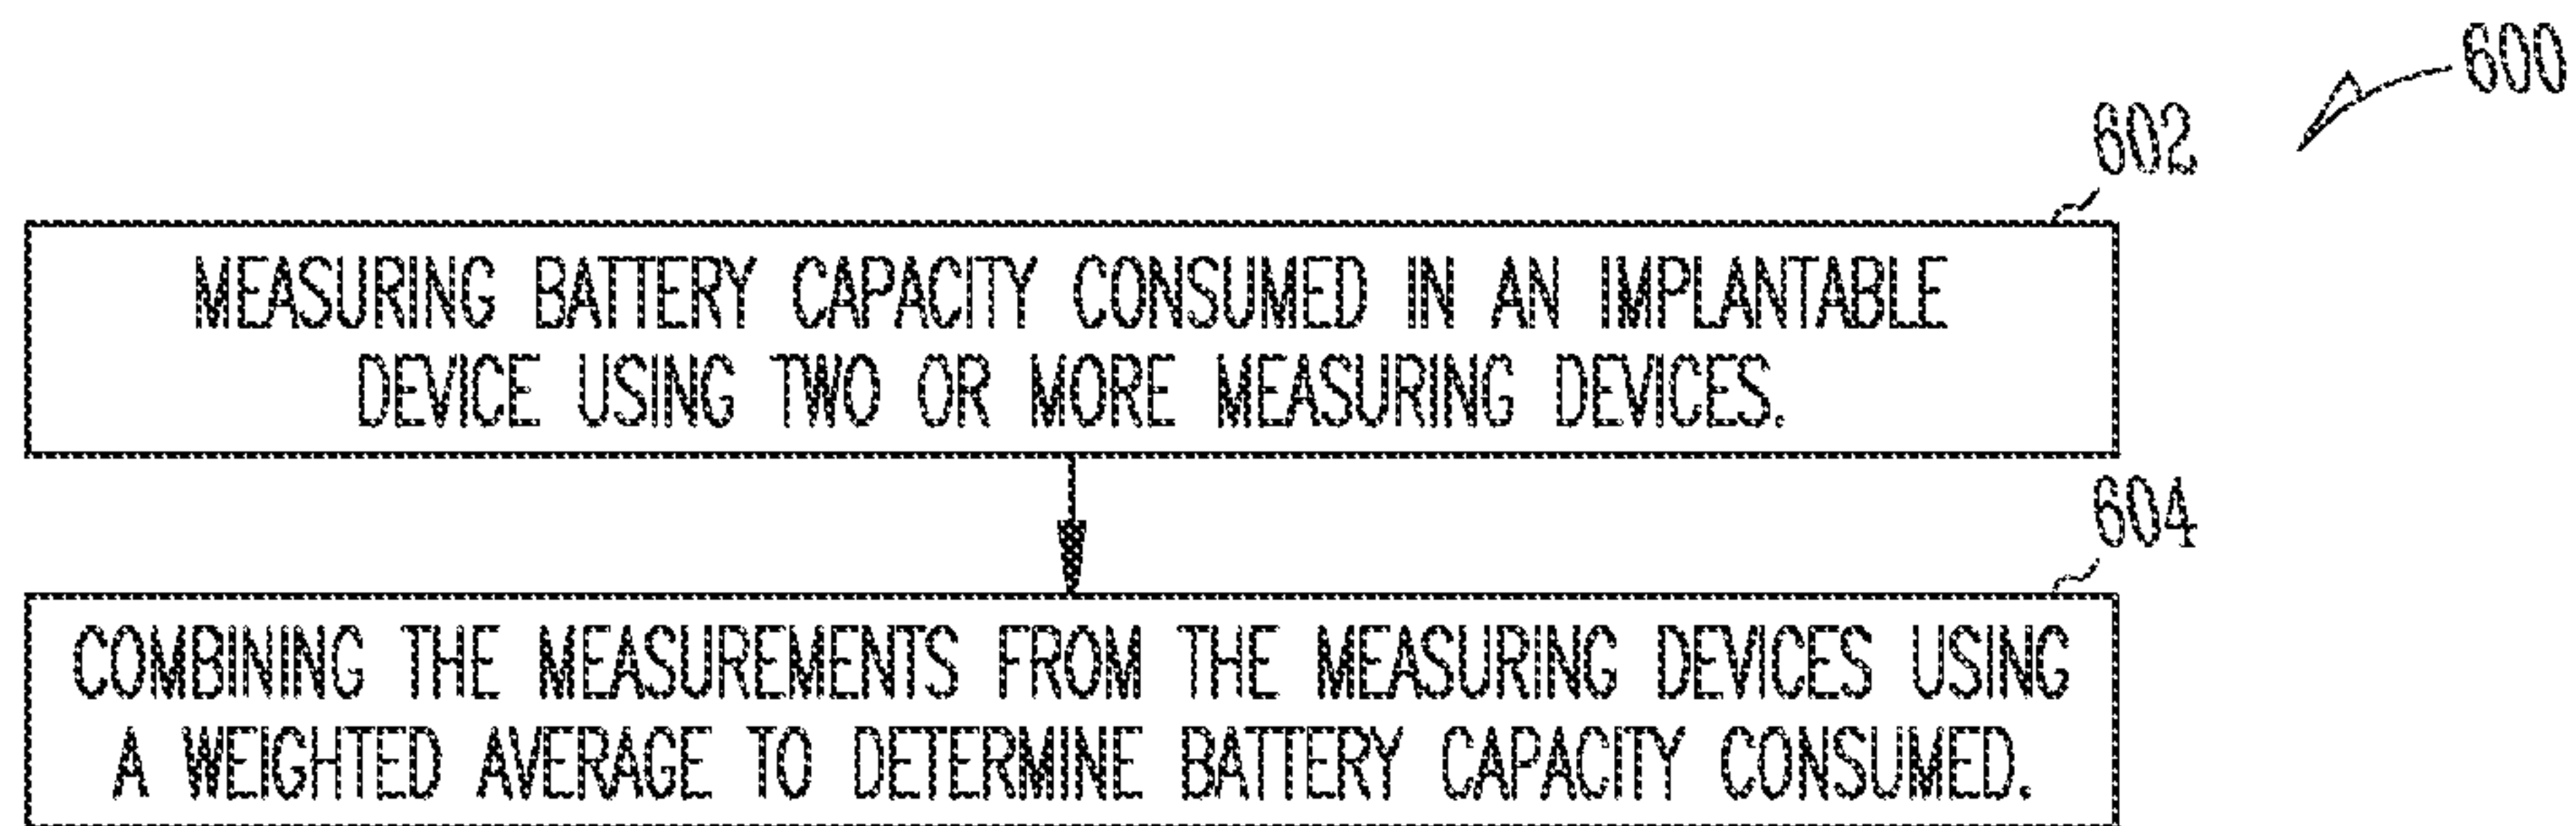 600
602
MEASURING BATTERY CAPACITY CONSUMED IN AN IMPLANTABLE
DEVICE USING TWO OR MORE MEASURING DEVICES.
604
COMBINING THE MEASUREMENTS FROM THE MEASURING DEVICES USING
A WEIGHTED AVERAGE TO DETERMINE BATTERY CAPACITY CONSUMED.